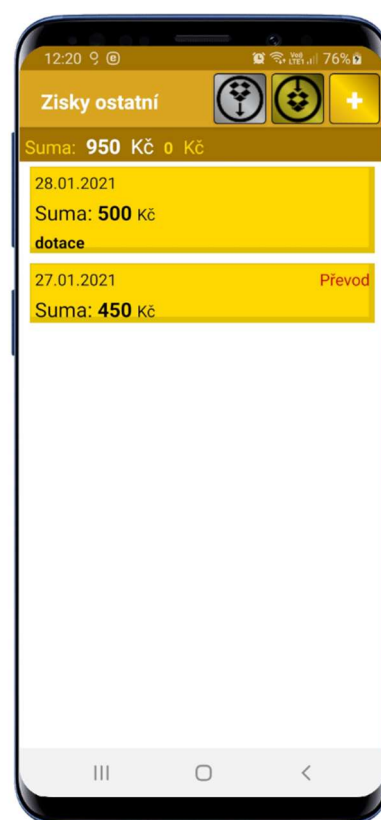 12:20 76%
Zisky ostatní
Suma: 950 Kč 0 Kč
28.01.2021
Suma: 500 Kč
dotace
27.01.2021 Převod
Suma: 450 Kč